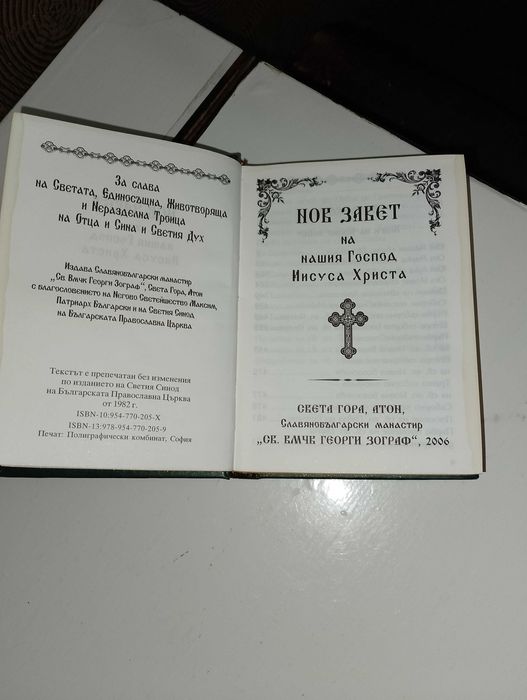 За слава
на Светата, Единосъщна, Животворяща
и Неразделна Троица
на Отца и Сина и Светия Дух
Издава Славянобългарски манастир
„Св. Вмчк Георги Зограф“, Света Гора, Атон
с благословението на Негово Светейшество Максим,
Патриарх Български и на Светия Синод
на Българската Православна Църква
Текстът е препечатан без изменения
по изданието на Светия Синод
на Българската Православна Църква
от 1982 г.
ISBN-10:954-770-205-X
ISBN-13:978-954-770-205-9
Печат: Полиграфически комбинат, София
НОВ ЗАВЕТ
на
нашия Господ
Иисуса Христа
СВЕТА ГОРА, АТОН,
Славянобългарски манастир
„СВ. ВМЧК ГЕОРГИ ЗОГРАФ“, 2006